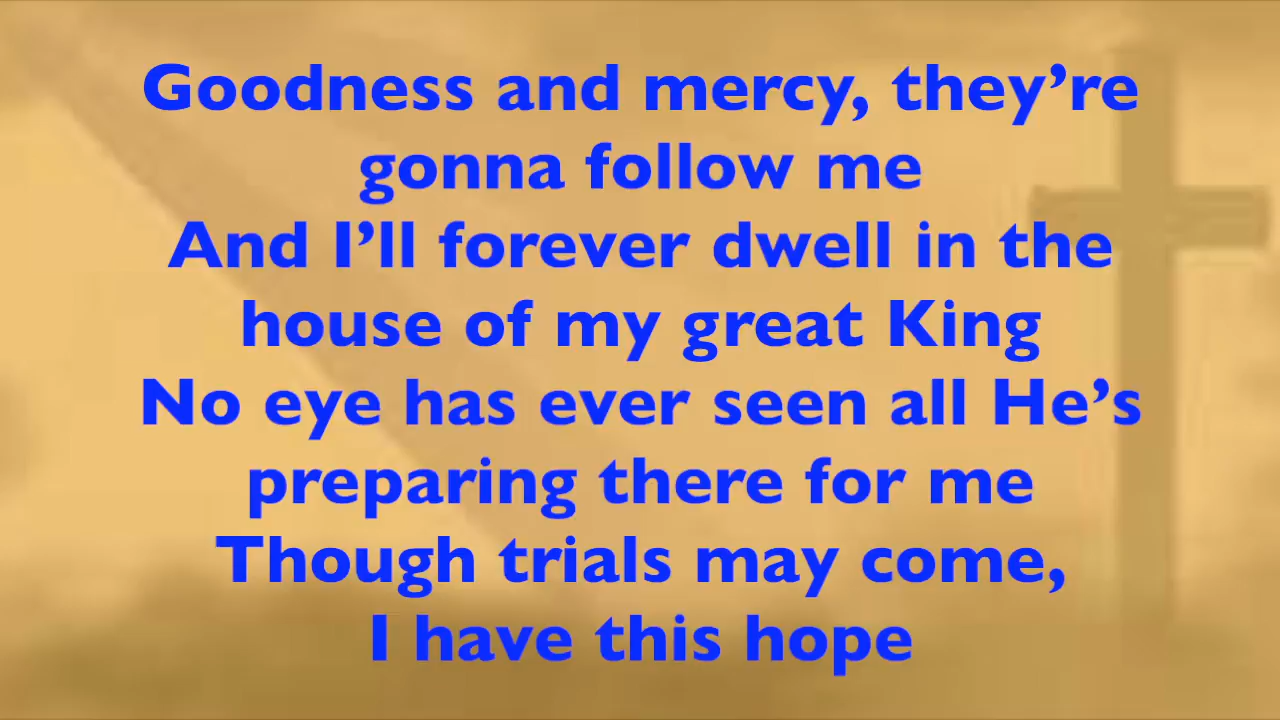 Goodness and mercy, they’re
gonna follow me
And I’ll forever dwell in the
house of my great King
No eye has ever seen all He’s
preparing there for me
Though trials may come,
I have this hope